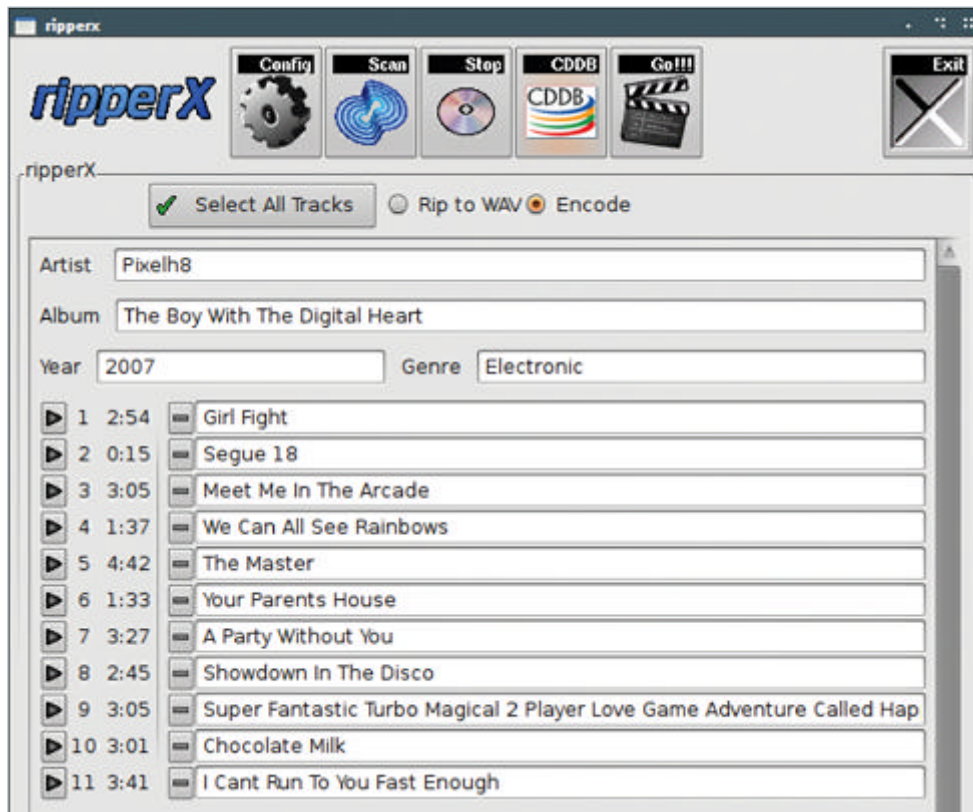 ripperx
ripperX Config Scan Stop CDDB Go!!! Exit
CDDB
ripperX
Select All Tracks Rip to WAV Encode
Artist Pixelh8
Album The Boy With The Digital Heart
Year 2007 Genre Electronic
1 2:54 Girl Fight
2 0:15 Segue 18
3 3:05 Meet Me In The Arcade
4 1:37 We Can All See Rainbows
5 4:42 The Master
6 1:33 Your Parents House
7 3:27 A Party Without You
8 2:45 Showdown In The Disco
9 3:05 Super Fantastic Turbo Magical 2 Player Love Game Adventure Called Hap
10 3:01 Chocolate Milk
11 3:41 I Cant Run To You Fast Enough